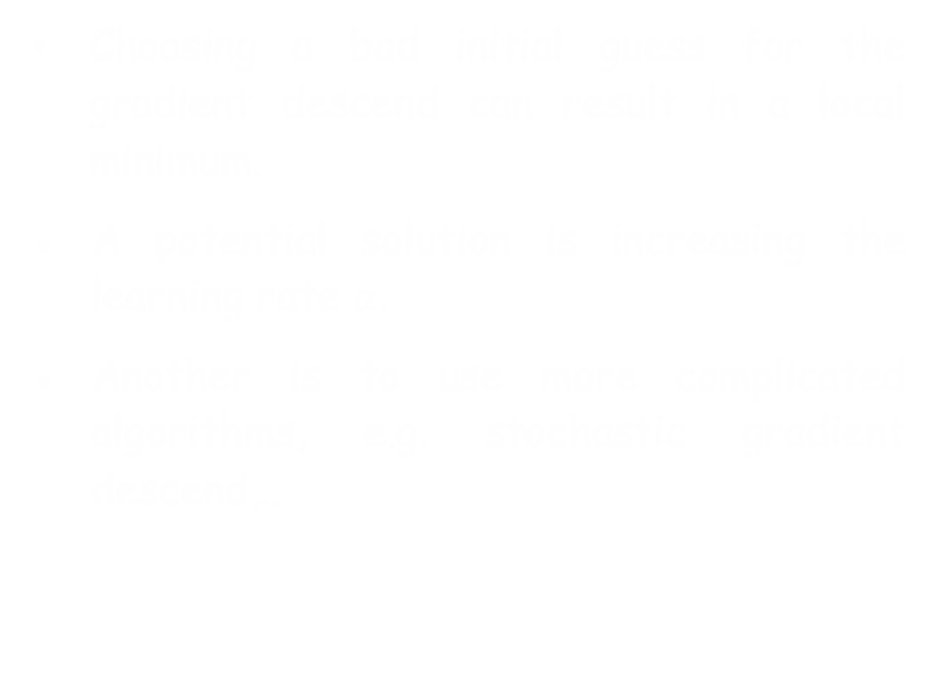 • Choosing a bad initial guess for the
gradient descend can result in a local
minimum
• A potential solution is increasing the
learning rate α
• Another is to use more complicated
algorithms e.g. stochastic gradient
descend